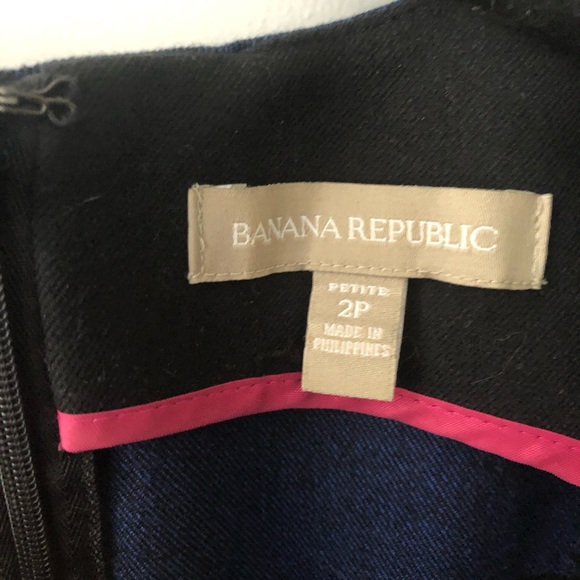 BANANA REPUBLIC
PETITE
2P
MADE IN
PHILIPPINES